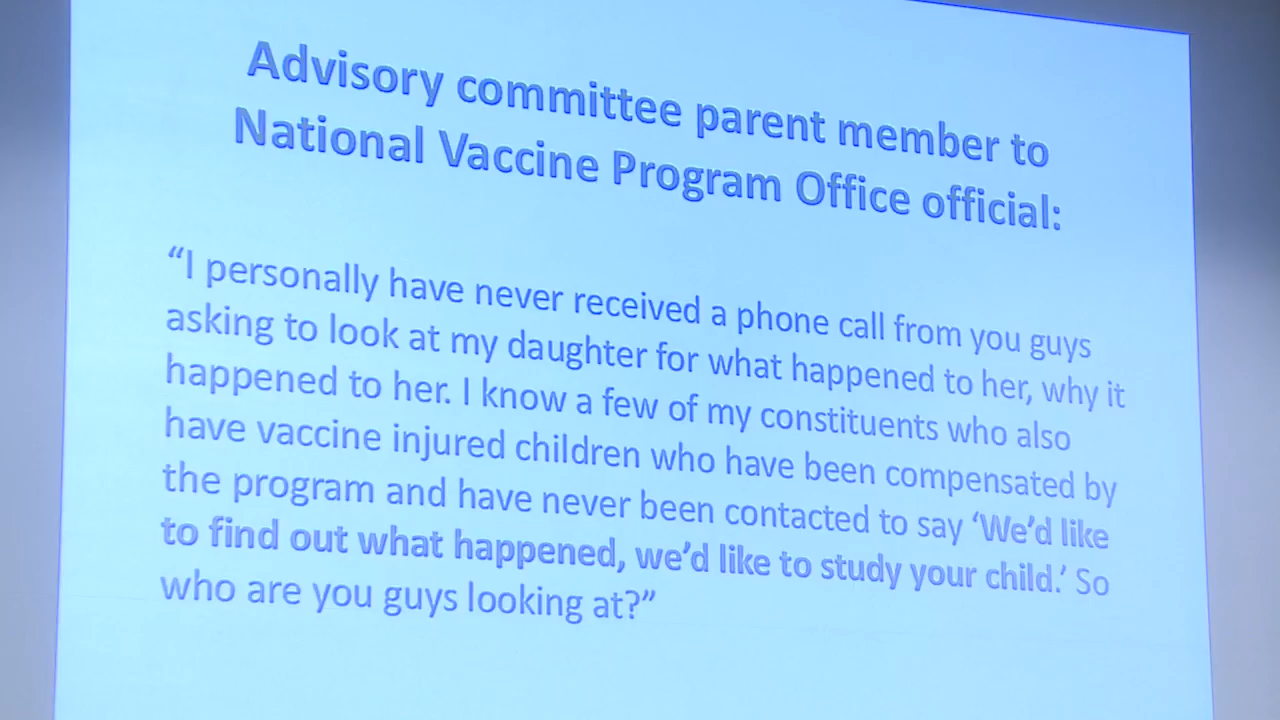 Advisory committee parent member to
National Vaccine Program Office official:
“I personally have never received a phone call from you guys
asking to look at my daughter for what happened to her, why it
happened to her. I know a few of my constituents who also
have vaccine injured children who have been compensated by
the program and have never been contacted to say ‘We’d like
to find out what happened, we’d like to study your child.’ So
who are you guys looking at?”